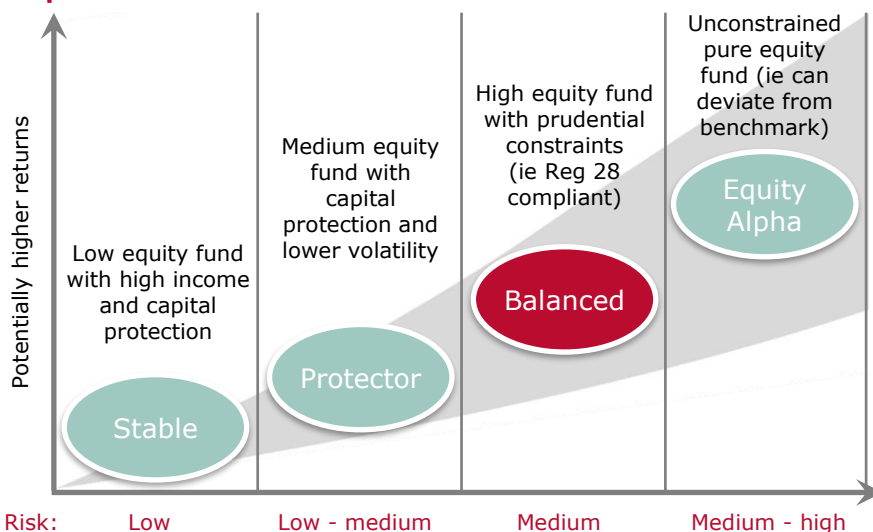 Potentially higher returns
Low equity fund
with high income
and capital
protection
Stable
Medium equity
fund with
capital
protection and
lower volatility
Protector
High equity fund
with prudential
constraints
(ie Reg 28
compliant)
Balanced
Unconstrained
pure equity
fund (ie can
deviate from
benchmark)
Equity
Alpha
Risk: Low Low - medium Medium Medium - high